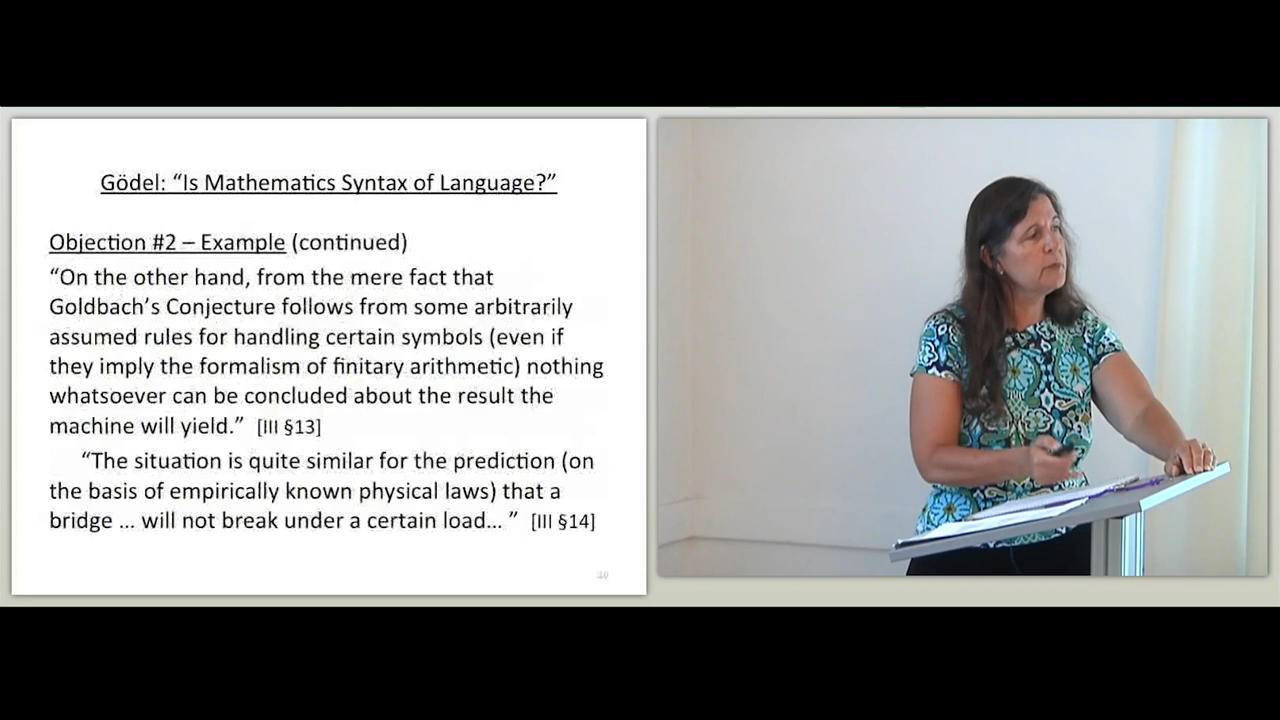 Gödel: “Is Mathematics Syntax of Language?”
Objection #2 – Example (continued)
“On the other hand, from the mere fact that
Goldbach’s Conjecture follows from some arbitrarily
assumed rules for handling certain symbols (even if
they imply the formalism of finitary arithmetic) nothing
whatsoever can be concluded about the result the
machine will yield.” [III §13]
“The situation is quite similar for the prediction (on
the basis of empirically known physical laws) that a
bridge ... will not break under a certain load... ” [III §14]